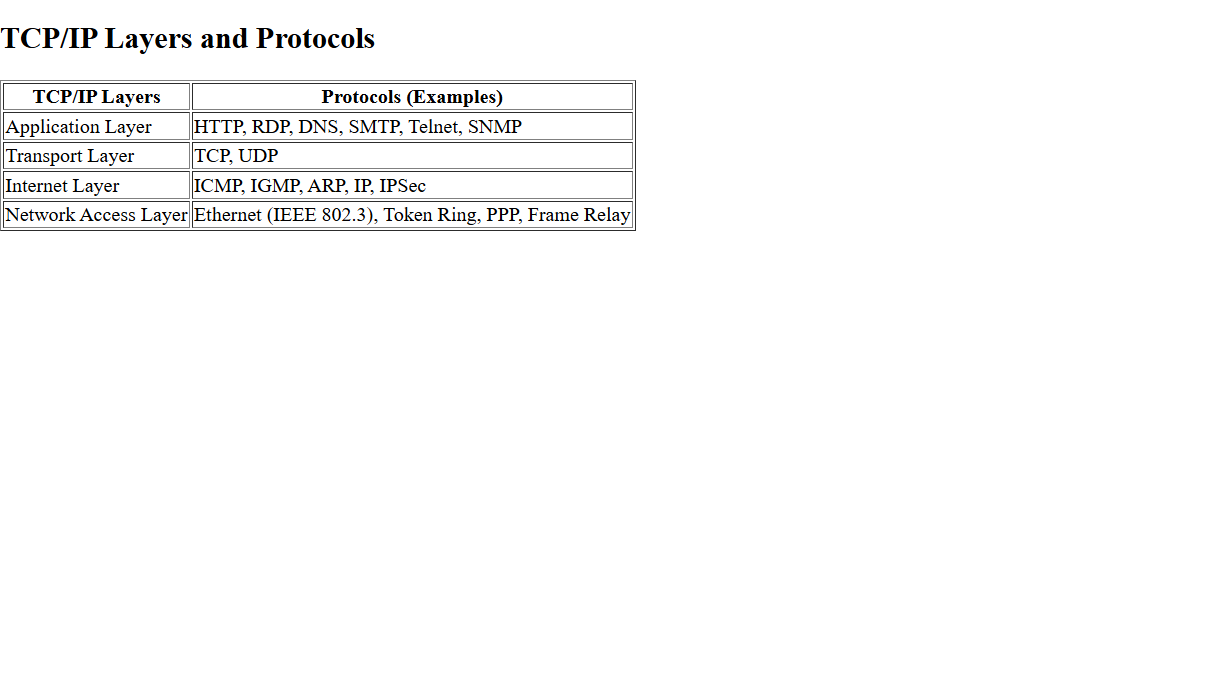 TCP/IP Layers and Protocols
TCP/IP Layers Protocols (Examples)
Application Layer HTTP, RDP, DNS, SMTP, Telnet, SNMP
Transport Layer TCP, UDP
Internet Layer ICMP, IGMP, ARP, IP, IPSec
Network Access Layer Ethernet (IEEE 802.3), Token Ring, PPP, Frame Relay